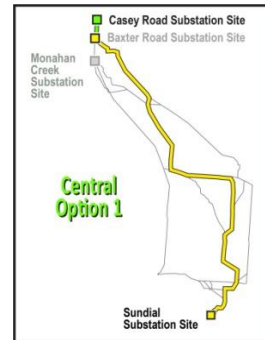 Casey Road Substation Site
Baxter Road Substation Site
Monahan
Creek
Substation
Site
Central
Option 1
Sundial
Substation Site